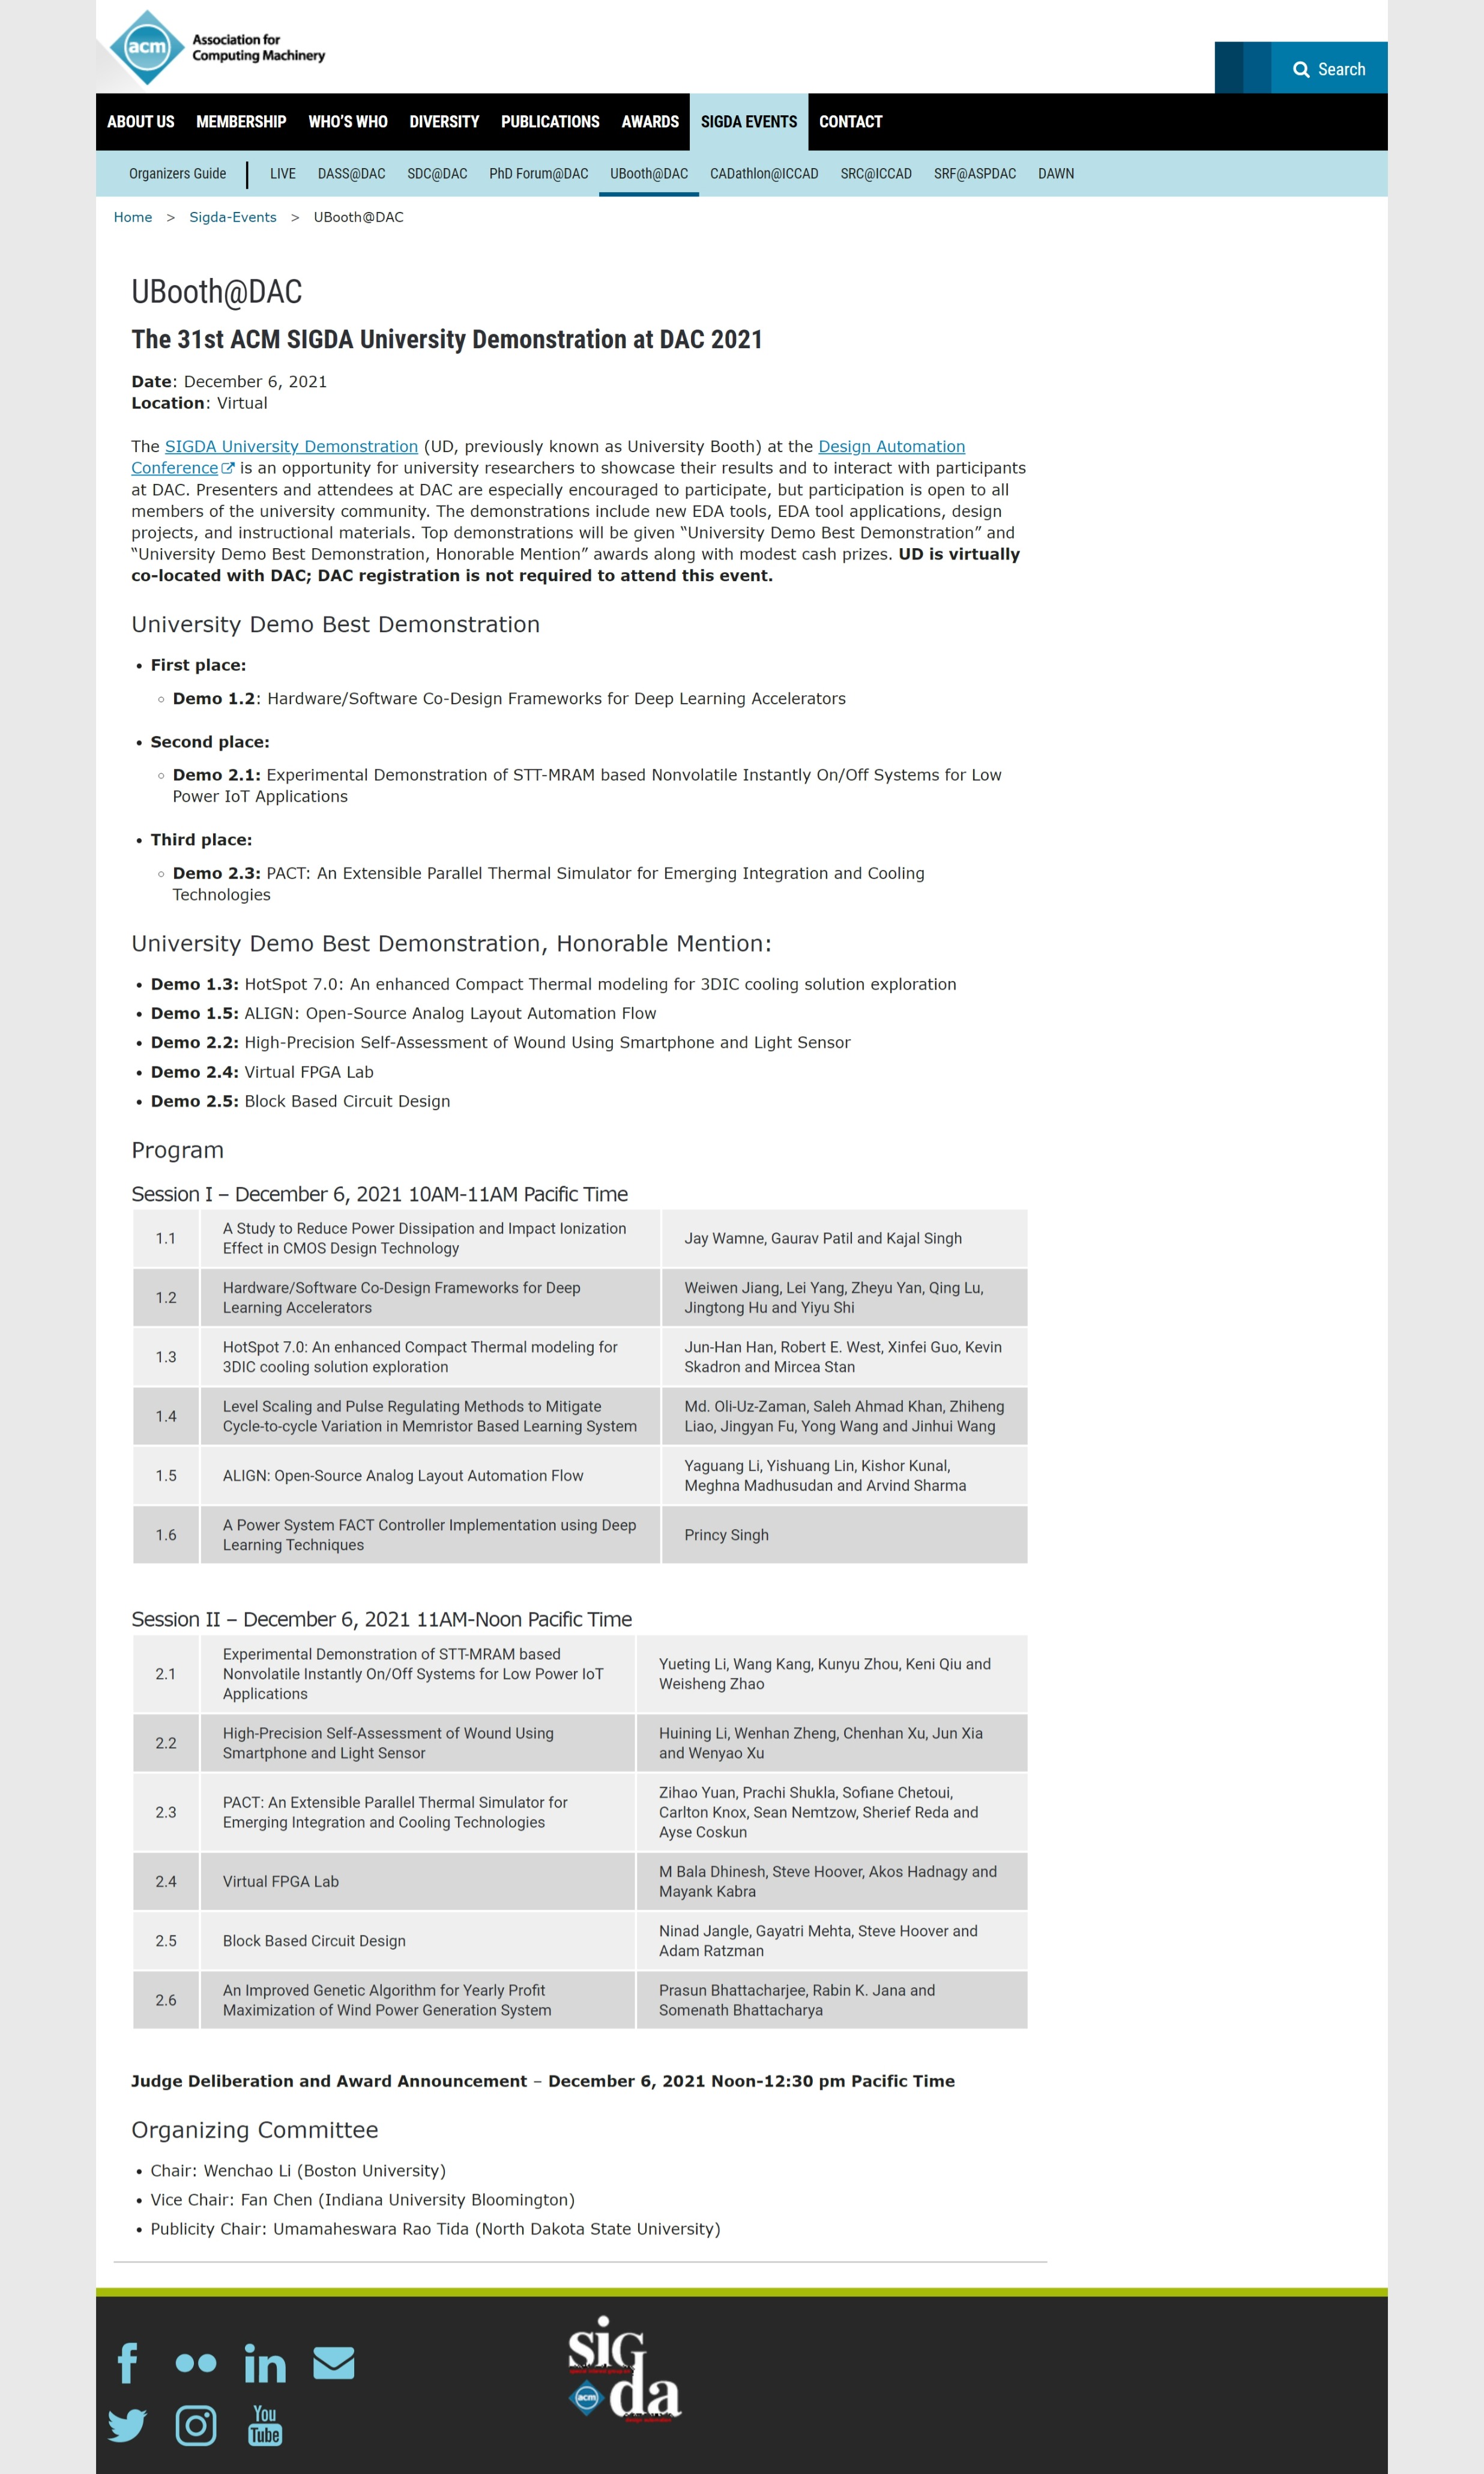 acm
Association for
Computing Machinery
Search
ABOUT US MEMBERSHIP WHO'S WHO DIVERSITY PUBLICATIONS AWARDS SIGDA EVENTS CONTACT
Organizers Guide LIVE DASS@DAC SDC@DAC PhD Forum@DAC UBooth@DAC CADathlon@ICCAD SRC@ICCAD SRF@ASPDAC DAWN
Home > Sigda-Events > UBooth@DAC
UBooth@DAC
The 31st ACM SIGDA University Demonstration at DAC 2021
Date: December 6, 2021
Location: Virtual
The SIGDA University Demonstration (UD, previously known as University Booth) at the Design Automation
Conference is an opportunity for university researchers to showcase their results and to interact with participants
at DAC. Presenters and attendees at DAC are especially encouraged to participate, but participation is open to all
members of the university community. The demonstrations include new EDA tools, EDA tool applications, design
projects, and instructional materials. Top demonstrations will be given “University Demo Best Demonstration” and
“University Demo Best Demonstration, Honorable Mention” awards along with modest cash prizes. UD is virtually
co-located with DAC; DAC registration is not required to attend this event.
University Demo Best Demonstration
• First place:
◦ Demo 1.2: Hardware/Software Co-Design Frameworks for Deep Learning Accelerators
• Second place:
◦ Demo 2.1: Experimental Demonstration of STT-MRAM based Nonvolatile Instantly On/Off Systems for Low
Power IoT Applications
• Third place:
◦ Demo 2.3: PACT: An Extensible Parallel Thermal Simulator for Emerging Integration and Cooling
Technologies
University Demo Best Demonstration, Honorable Mention:
• Demo 1.3: HotSpot 7.0: An enhanced Compact Thermal modeling for 3DIC cooling solution exploration
• Demo 1.5: ALIGN: Open-Source Analog Layout Automation Flow
• Demo 2.2: High-Precision Self-Assessment of Wound Using Smartphone and Light Sensor
• Demo 2.4: Virtual FPGA Lab
• Demo 2.5: Block Based Circuit Design
Program
Session I – December 6, 2021 10AM-11AM Pacific Time
1.1
A Study to Reduce Power Dissipation and Impact Ionization
Effect in CMOS Design Technology
Jay Wamne, Gaurav Patil and Kajal Singh
1.2
Hardware/Software Co-Design Frameworks for Deep
Learning Accelerators
Weiwen Jiang, Lei Yang, Zheyu Yan, Qing Lu,
Jingtong Hu and Yiyu Shi
1.3
HotSpot 7.0: An enhanced Compact Thermal modeling for
3DIC cooling solution exploration
Jun-Han Han, Robert E. West, Xinfei Guo, Kevin
Skadron and Mircea Stan
1.4
Level Scaling and Pulse Regulating Methods to Mitigate
Cycle-to-cycle Variation in Memristor Based Learning System
Md. Oli-Uz-Zaman, Saleh Ahmad Khan, Zhiheng
Liao, Jingyan Fu, Yong Wang and Jinhui Wang
1.5
ALIGN: Open-Source Analog Layout Automation Flow
Yaguang Li, Yishuang Lin, Kishor Kunal,
Meghna Madhusudan and Arvind Sharma
1.6
A Power System FACT Controller Implementation using Deep
Learning Techniques
Princy Singh
Session II – December 6, 2021 11AM-Noon Pacific Time
2.1
Experimental Demonstration of STT-MRAM based
Nonvolatile Instantly On/Off Systems for Low Power IoT
Applications
Yueting Li, Wang Kang, Kunyu Zhou, Keni Qiu and
Weisheng Zhao
2.2
High-Precision Self-Assessment of Wound Using
Smartphone and Light Sensor
Huining Li, Wenhan Zheng, Chenhan Xu, Jun Xia
and Wenyao Xu
2.3
PACT: An Extensible Parallel Thermal Simulator for
Emerging Integration and Cooling Technologies
Zihao Yuan, Prachi Shukla, Sofiane Chetoui,
Carlton Knox, Sean Nemtzow, Sherief Reda and
Ayse Coskun
2.4
Virtual FPGA Lab
M Bala Dhinesh, Steve Hoover, Akos Hadnagy and
Mayank Kabra
2.5
Block Based Circuit Design
Ninad Jangle, Gayatri Mehta, Steve Hoover and
Adam Ratzman
2.6
An Improved Genetic Algorithm for Yearly Profit
Maximization of Wind Power Generation System
Prasun Bhattacharjee, Rabin K. Jana and
Somenath Bhattacharya
Judge Deliberation and Award Announcement – December 6, 2021 Noon-12:30 pm Pacific Time
Organizing Committee
• Chair: Wenchao Li (Boston University)
• Vice Chair: Fan Chen (Indiana University Bloomington)
• Publicity Chair: Umamaheswara Rao Tida (North Dakota State University)
sig
acm da
You
Tube